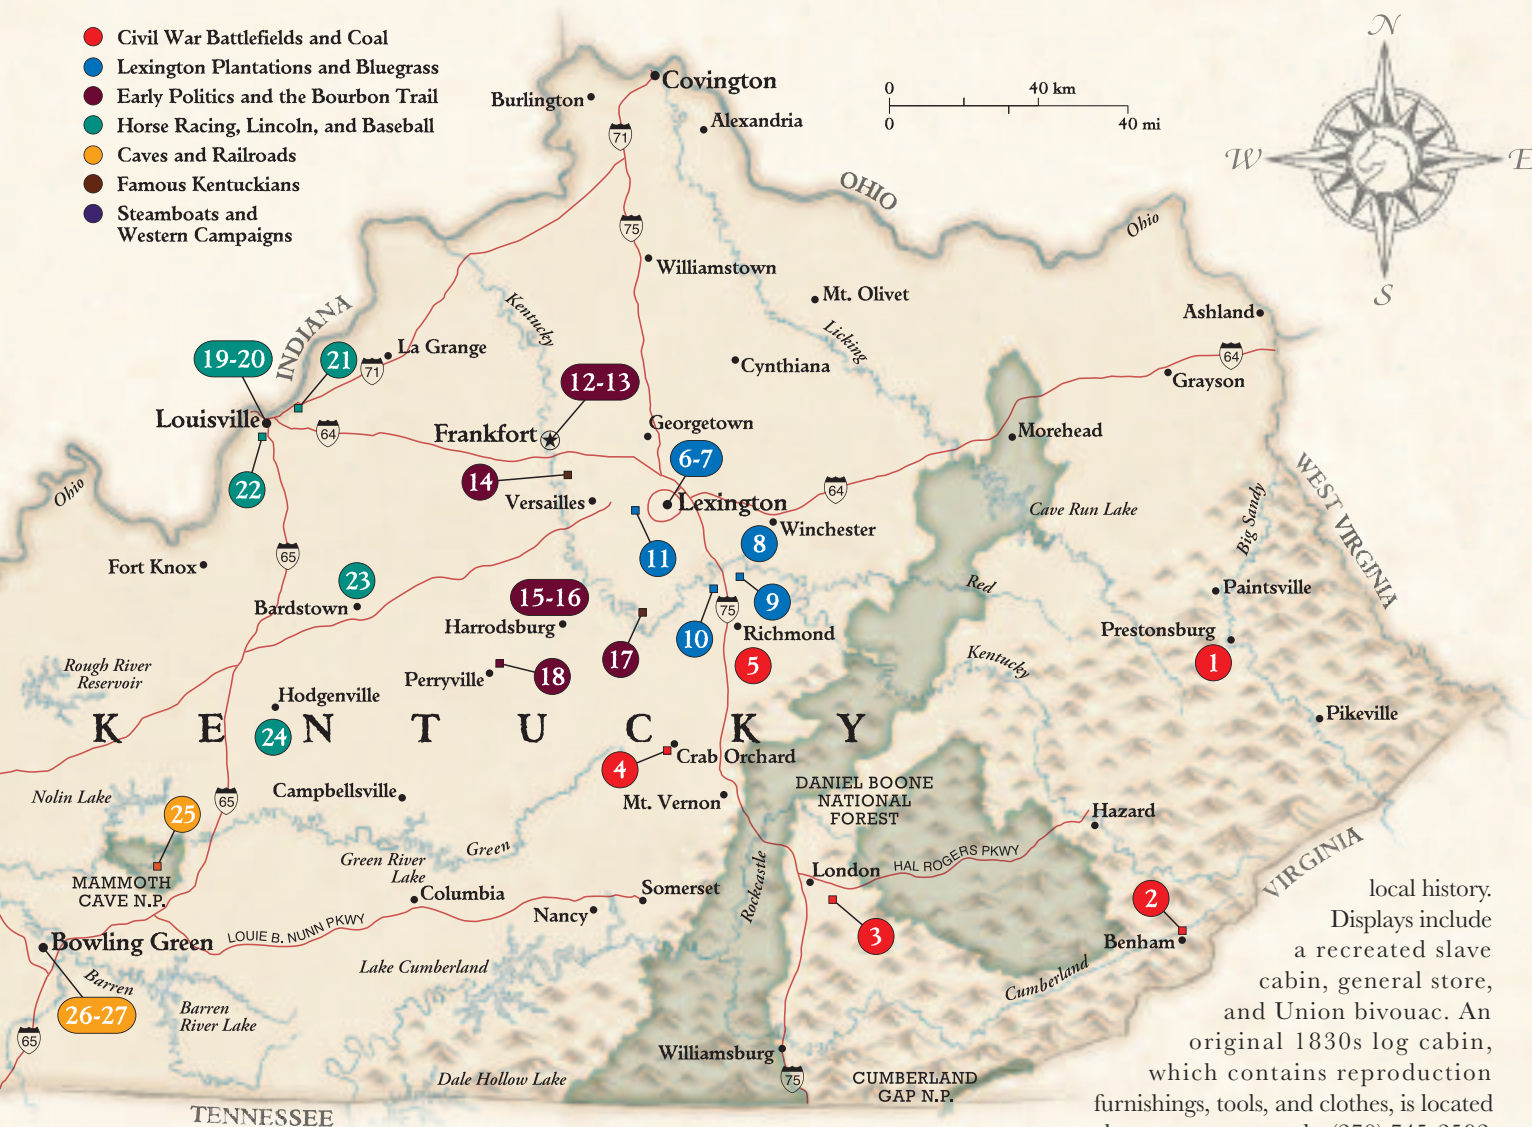 Civil War Battlefields and Coal
Lexington Plantations and Bluegrass
Early Politics and the Bourbon Trail
Horse Racing, Lincoln, and Baseball
Caves and Railroads
Famous Kentuckians
Steamboats and
Western Campaigns
Covington
Burlington
Alexandria
71
0
40 km
0
40 mi
N
W
E
S
OHIO
Ohio
75
Williamstown
Mt. Olivet
Kentucky
Licking
Ashland
INDIANA
19-20
21
La Grange
71
12-13
Cynthiana
64
Grayson
Louisville
64
Frankfort
Georgetown
Morehead
6-7
22
14
Versailles
Lexington
64
Ohio
Winchester
Cave Run Lake
Big Sandy
WEST VIRGINIA
11
8
Fort Knox
65
23
Bardstown
15-16
Harrodsburg
9
75
10
Richmond
Red
Paintsville
Prestonsburg
1
17
5
Kentucky
Rough River
Reservoir
Perryville
18
Hodgenville
24
KENTUCKY
Pikeville
4
Crab Orchard
Mt. Vernon
DANIEL BOONE
NATIONAL
FOREST
Nolin Lake
25
65
Campbellsville
Hazard
Green
Green River
Lake
MAMMOTH
CAVE N.P.
Columbia
Somerset
Nancy
Rockcastle
London
HAL ROGERS PKWY
VIRGINIA
LOUIE B. NUNN PKWY
Bowling Green
3
2
Benham
Barren
26-27
Barren
River Lake
Lake Cumberland
Cumberland
65
Williamsburg
75
Dale Hollow Lake
CUMBERLAND
GAP N.P.
TENNESSEE
local history.
Displays include
a recreated slave
cabin, general store,
and Union bivouac. An
original 1830s log cabin,
which contains reproduction
furnishings, tools, and clothes, is located